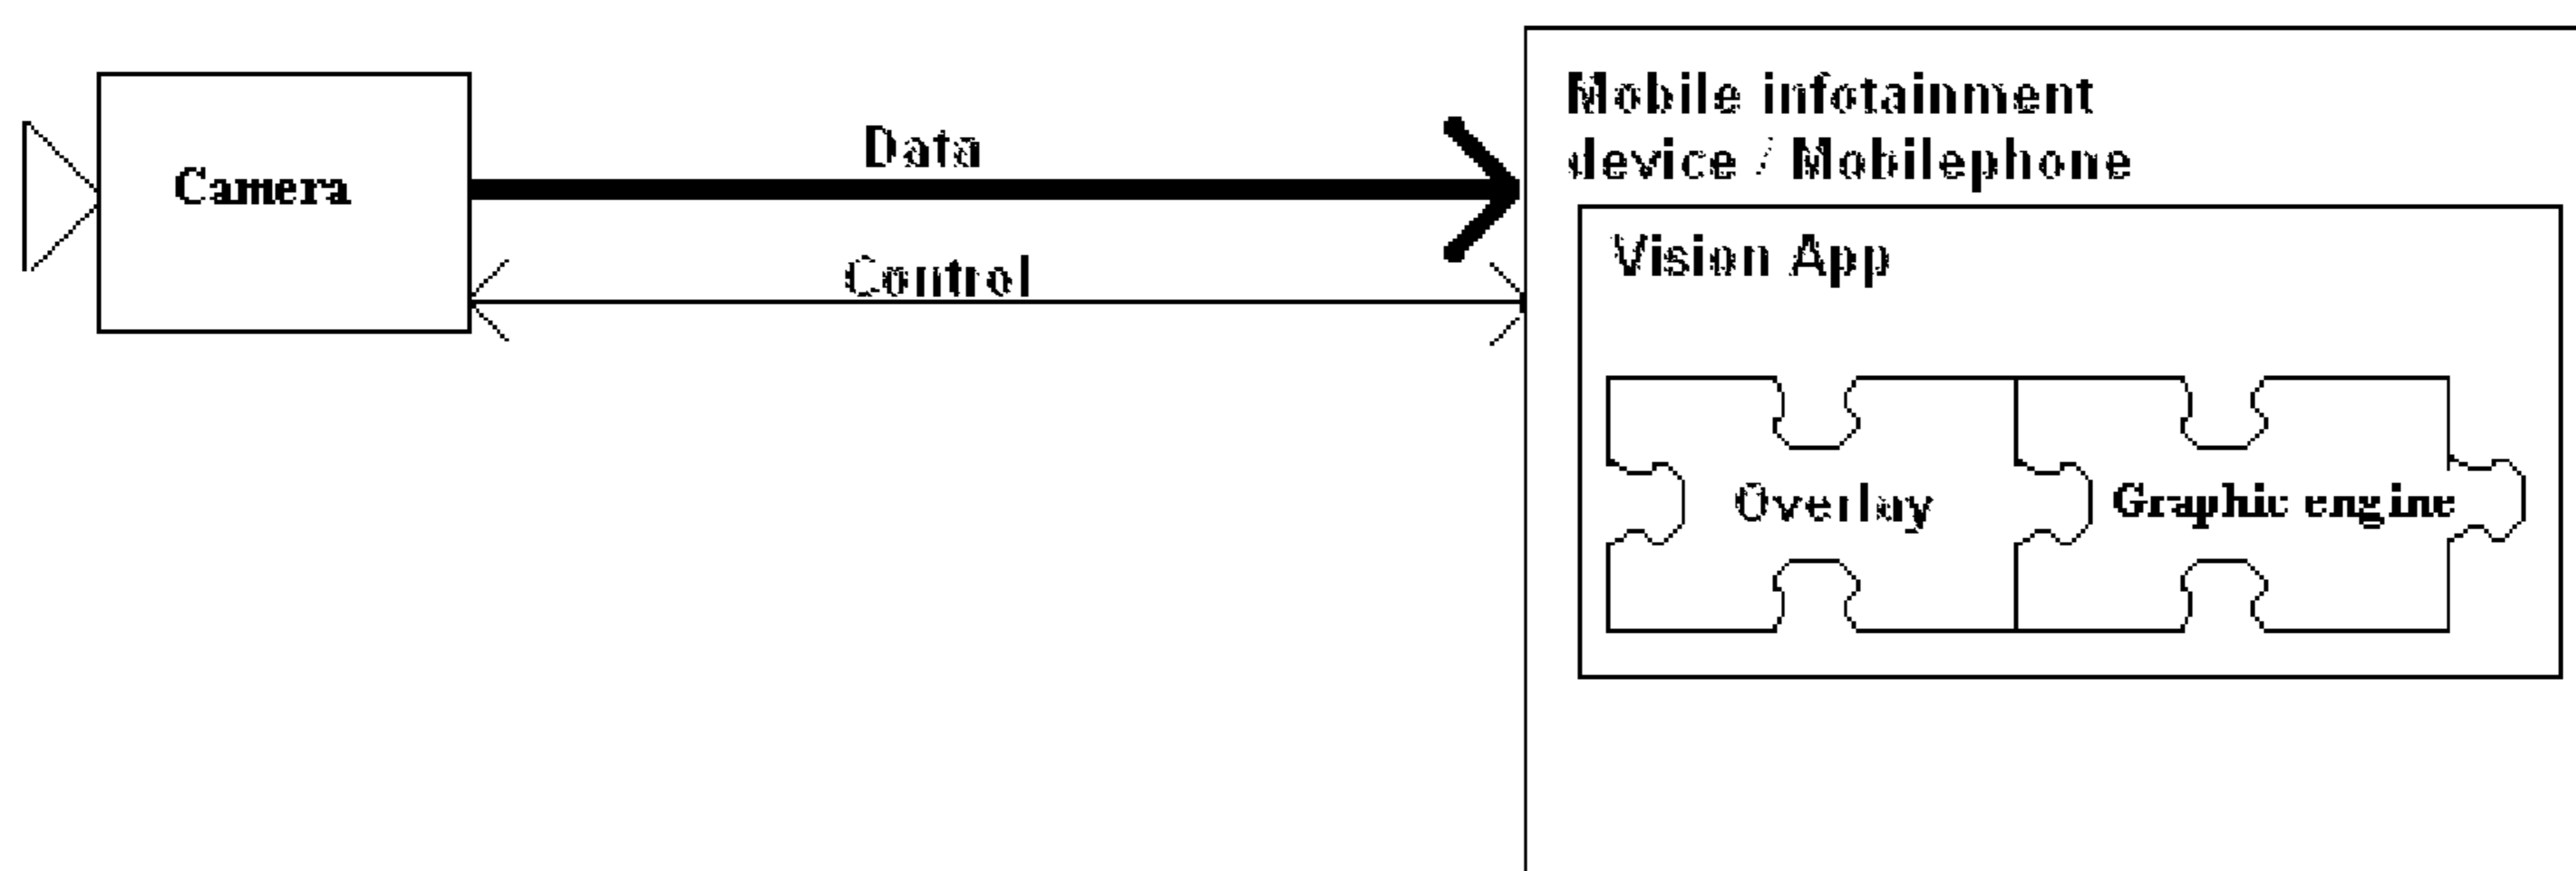 Camera
Data
Control
Mobile infotainment
device / Mobilephone
Vision App
Overlay
Graphic engine